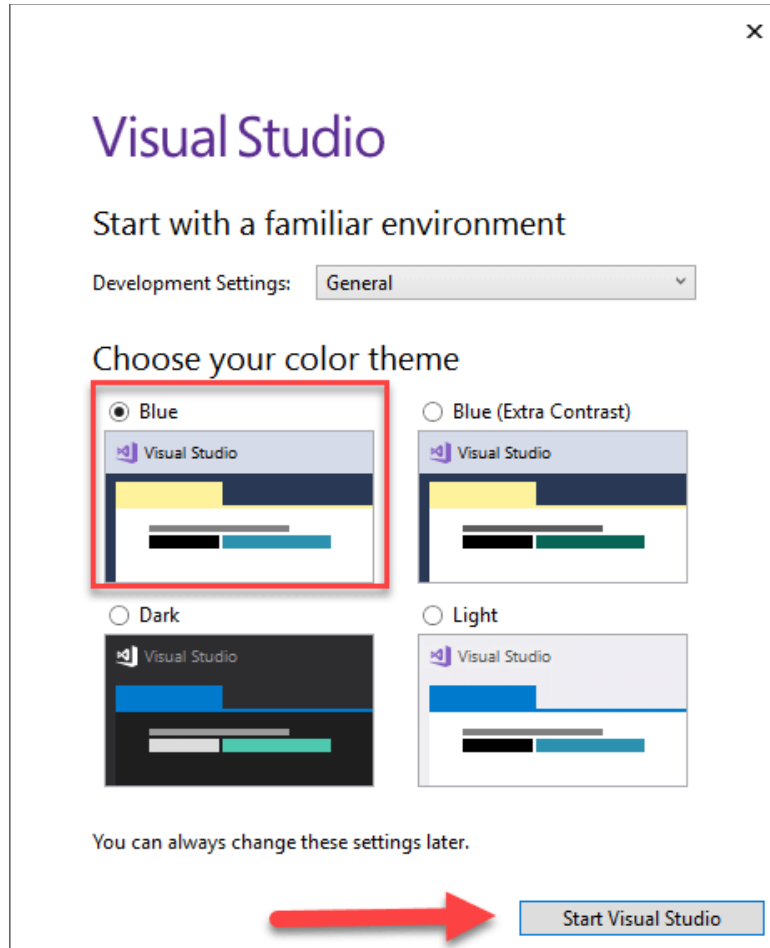 Visual Studio
Start with a familiar environment
Development Settings: General
Choose your color theme
Blue
Blue (Extra Contrast)
Visual Studio
Visual Studio
Dark
Light
Visual Studio
Visual Studio
You can always change these settings later.
Start Visual Studio